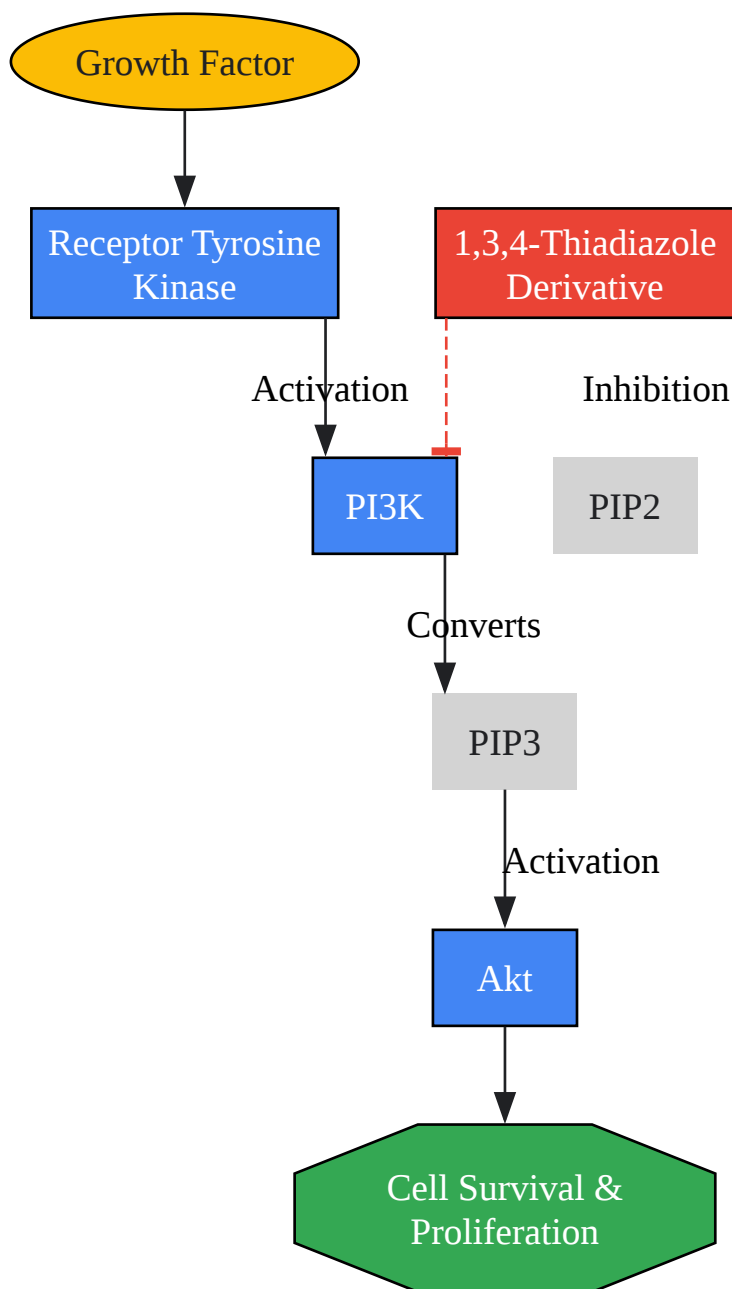 Growth Factor
Receptor Tyrosine
Kinase
1,3,4-Thiadiazole
Derivative
Activation
Inhibition
PI3K
PIP2
Converts
PIP3
Activation
Akt
Cell Survival &
Proliferation